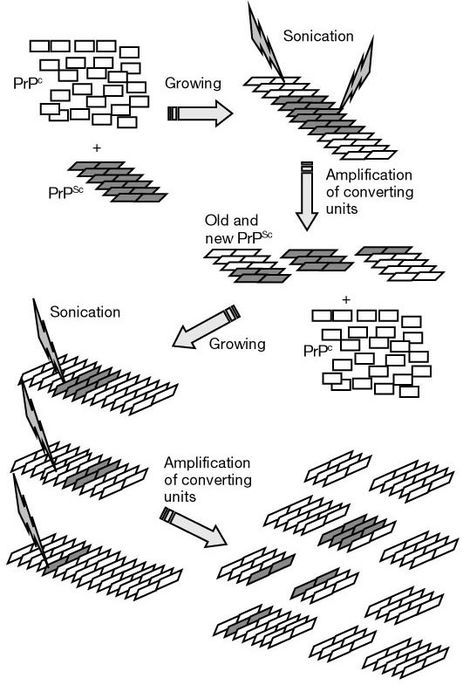 Sonication
PrPᶜ
Growing
+
PrPˢᶜ
Amplification
of converting
units
Old and
new PrPˢᶜ
+
Sonication
Growing
PrPᶜ
Amplification
of converting
units